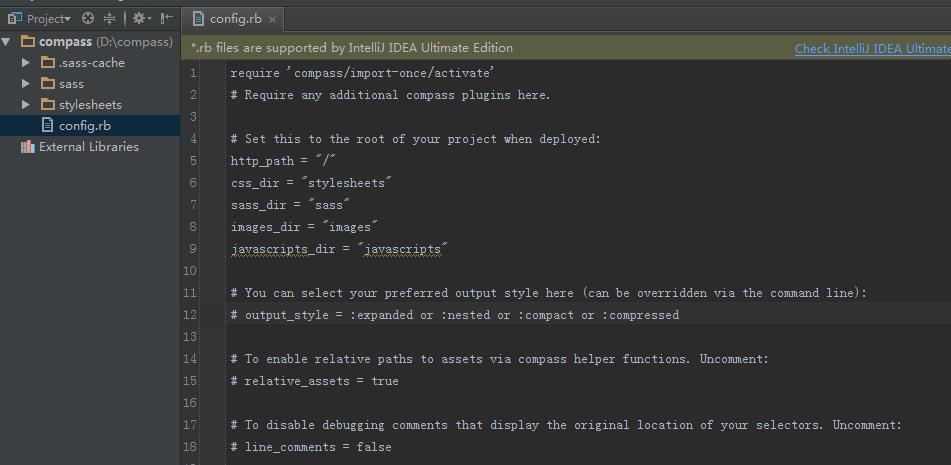 Project
config.rb
compass (D:\compass)
.sass-cache
sass
stylesheets
config.rb
External Libraries
*.rb files are supported by IntelliJ IDEA Ultimate Edition
Check IntelliJ IDEA Ultimate
1 require 'compass/import-once/activate'
2 # Require any additional compass plugins here.
3
4 # Set this to the root of your project when deployed:
5 http_path = "/"
6 css_dir = "stylesheets"
7 sass_dir = "sass"
8 images_dir = "images"
9 javascripts_dir = "javascripts"
10
11 # You can select your preferred output style here (can be overridden via the command line):
12 # output_style = :expanded or :nested or :compact or :compressed
13
14 # To enable relative paths to assets via compass helper functions. Uncomment:
15 # relative_assets = true
16
17 # To disable debugging comments that display the original location of your selectors. Uncomment:
18 # line_comments = false